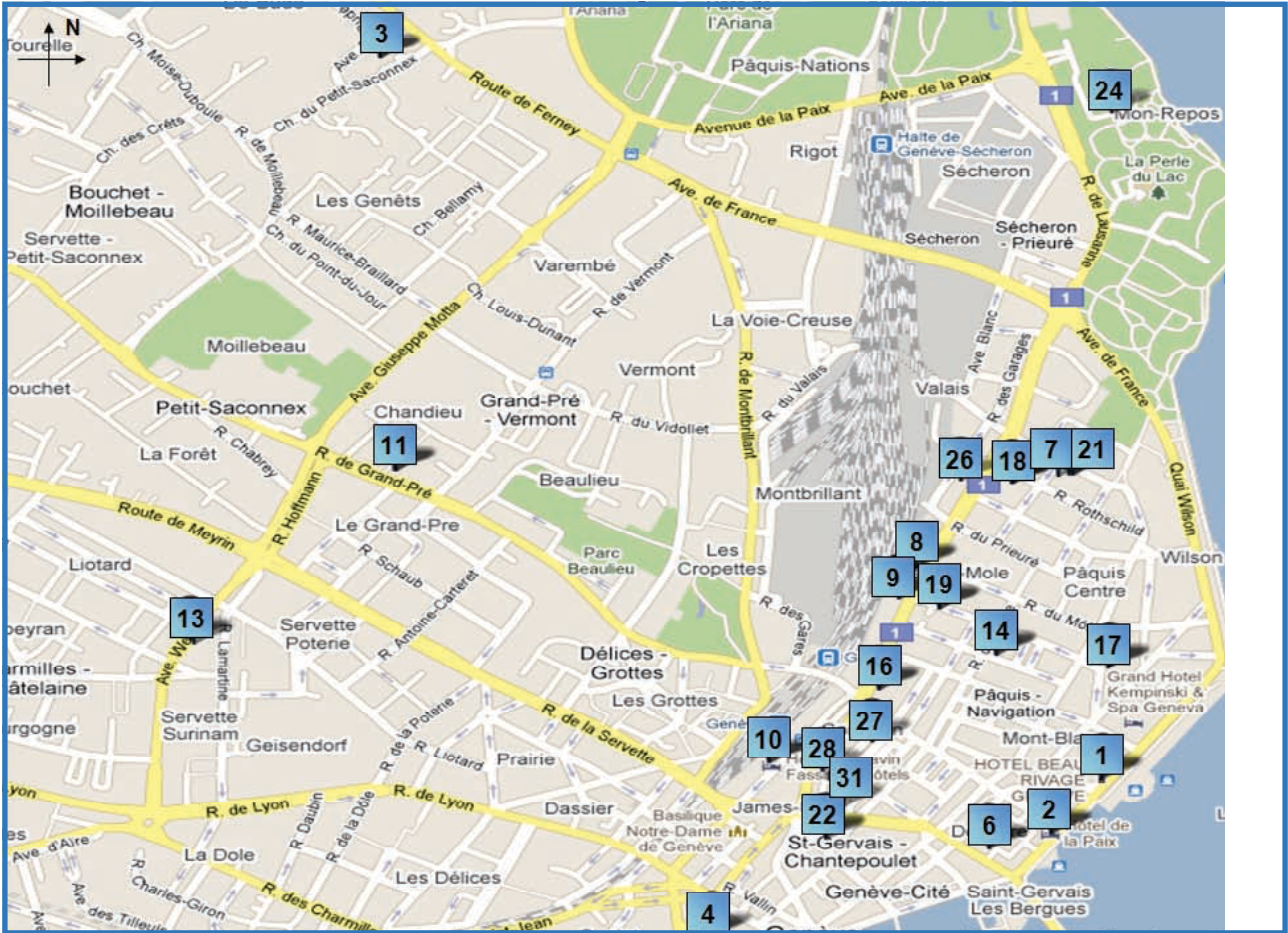 l'Ariana
l'Ariana
N
Tourelle
3
Ave.
Ch. Moïse-Duboule
Ch. du Petit-Saconnex
Route de Ferney
Pâquis-Nations
Ave. de la Paix
1
24
Mon-Repos
Avenue de la Paix
Ch. des Crêts
R. de Moillebeau
Halte de
Genève-Sécheron
Rigot
Sécheron
La Perle
du Lac
Bouchet -
Moillebeau
Les Genêts
Ch. Bellamy
Ave. de France
R. de Lausanne
Servette -
Petit-Saconnex
R. Maurice-Braillard
Ch. du Point-du-Jour
Sécheron
Sécheron
- Prieuré
Varembé
R. de Vermont
Ch. Louis-Dunant
1
La Voie-Creuse
Ave. Giuseppe Motta
Ave. Blanc
R. des Garages
Ave. de France
Moillebeau
Vermont
R. de Montbrillant
R. du Valais
Valais
Petit-Saconnex
Chandieu
Grand-Pré
- Vermont
R. du Vidollet
R. Chabrey
La Forêt
11
R. de Grand-Pré
26
18
7
21
1
Quai Wilson
Beaulieu
Montbrillant
R. Rothschild
R. Hoffmann
Route de Meyrin
Le Grand-Pre
R. du Prieuré
8
Liotard
R. Schaub
Parc
Beaulieu
Les
Cropettes
9
19
Mole
Pâquis
Centre
Wilson
13
R. Antoine-Carteret
R. des Gares
R. du
Servette
Poterie
1
14
17
R. Lamartine
Délices -
Grottes
16
Grand Hotel
Kempinski &
Spa Geneva
Les Grottes
Pâquis -
Navigation
Servette
Surinam
R. de la Poterie
R. de la Servette
27
10
28
Geisendorf
R. Liotard
Prairie
1
HOTEL BEAU
RIVAGE
31
R. de Lyon
R. de Lyon
Dassier
James-
22
2
6
R. Daubin
R. de la Dôle
Basilique
Notre-Dame
de Genève
hôtel de
la Paix
Ave. d'Aïre
La Dole
St-Gervais -
Chantepoulet
R. Charles-Giron
Les Délices
R. Vallin
Genève-Cité
Saint-Gervais
Les Bergues
R. des
Ave. des
4